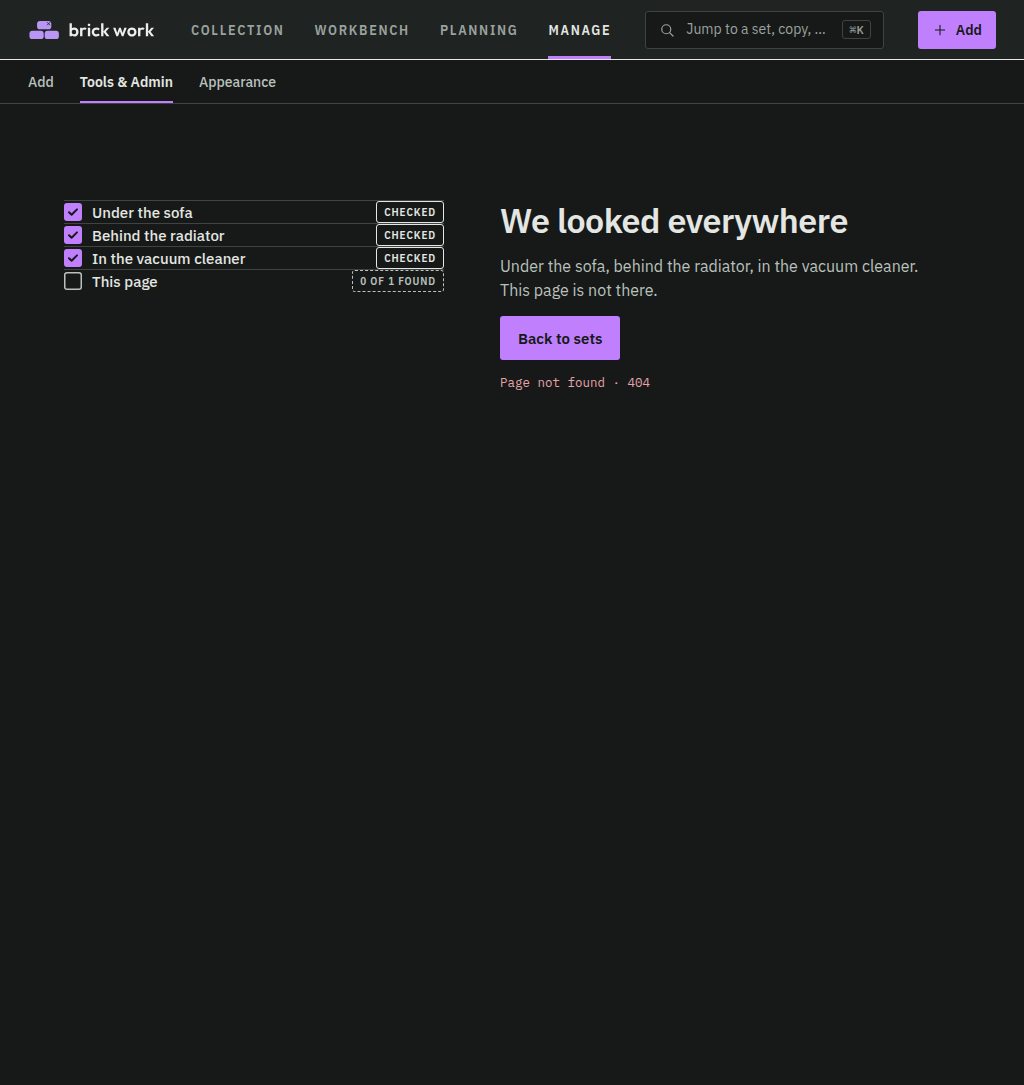 brick work
COLLECTION
WORKBENCH
PLANNING
MANAGE
Jump to a set, copy, ...
⌘K
Add
Add
Tools & Admin
Appearance
Under the sofa
CHECKED
Behind the radiator
CHECKED
In the vacuum cleaner
CHECKED
This page
0 OF 1 FOUND
We looked everywhere
Under the sofa, behind the radiator, in the vacuum cleaner.
This page is not there.
Back to sets
Page not found · 404